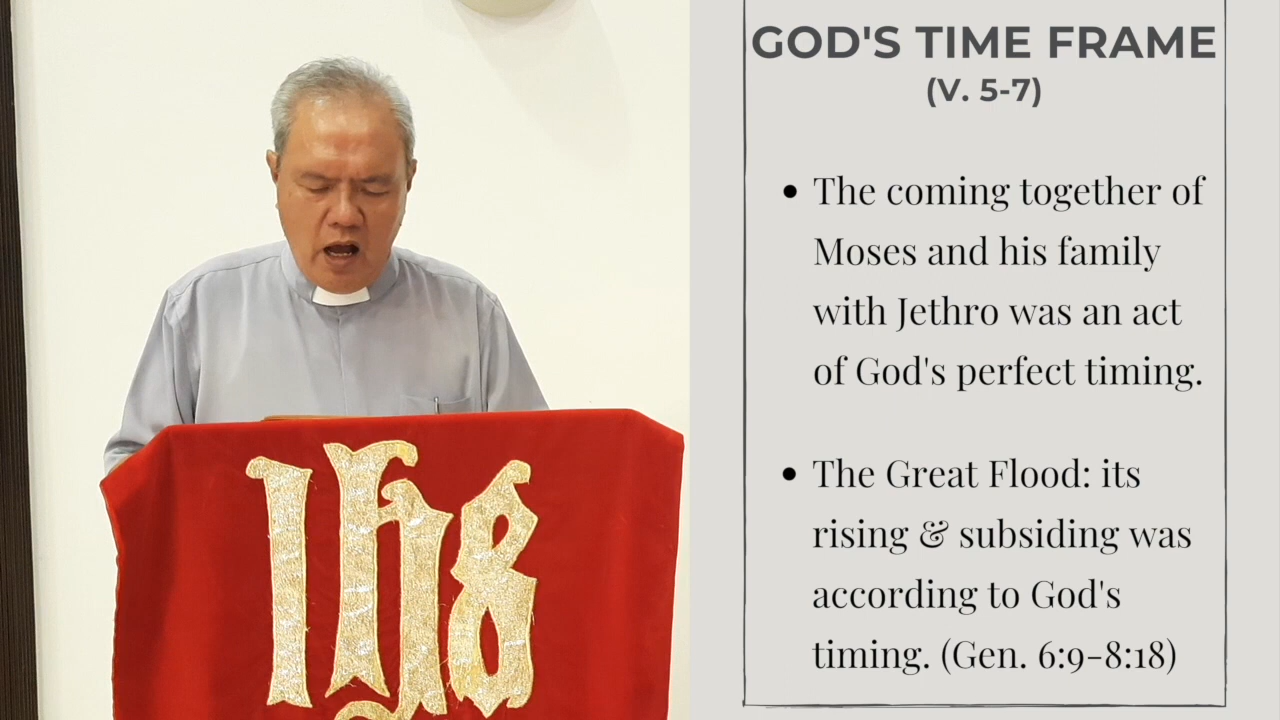 GOD'S TIME FRAME
(V. 5-7)
• The coming together of
Moses and his family
with Jethro was an act
of God's perfect timing.
• The Great Flood: its
rising & subsiding was
according to God's
timing. (Gen. 6:9-8:18)
Ihs